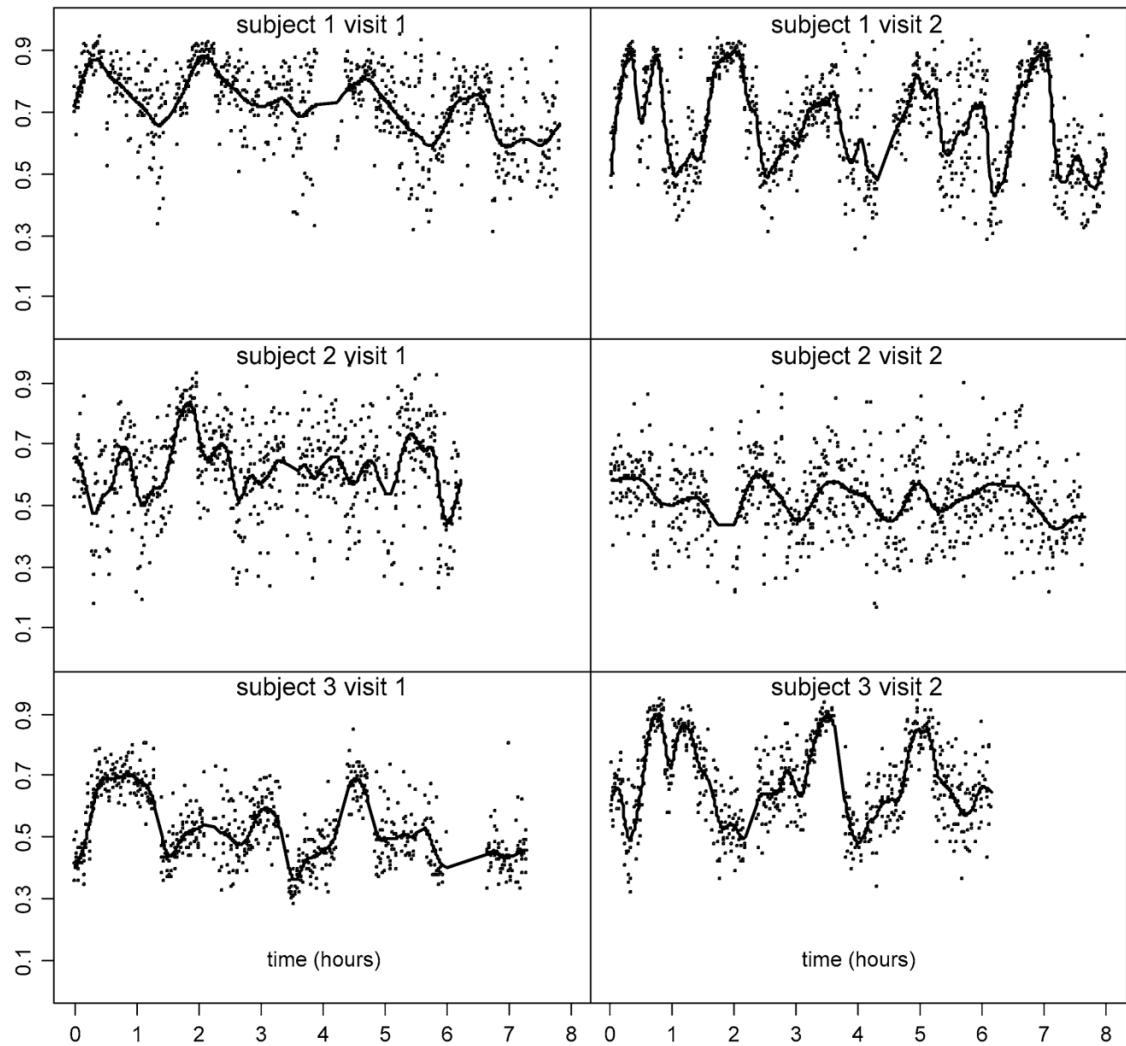 subject 1 visit 1
subject 1 visit 2
0.9
0.7
0.5
0.3
0.1
subject 2 visit 1
subject 2 visit 2
0.9
0.7
0.5
0.3
0.1
subject 3 visit 1
subject 3 visit 2
0.9
0.7
0.5
0.3
0.1
time (hours)
time (hours)
0 1 2 3 4 5 6 7 8
0 1 2 3 4 5 6 7 8